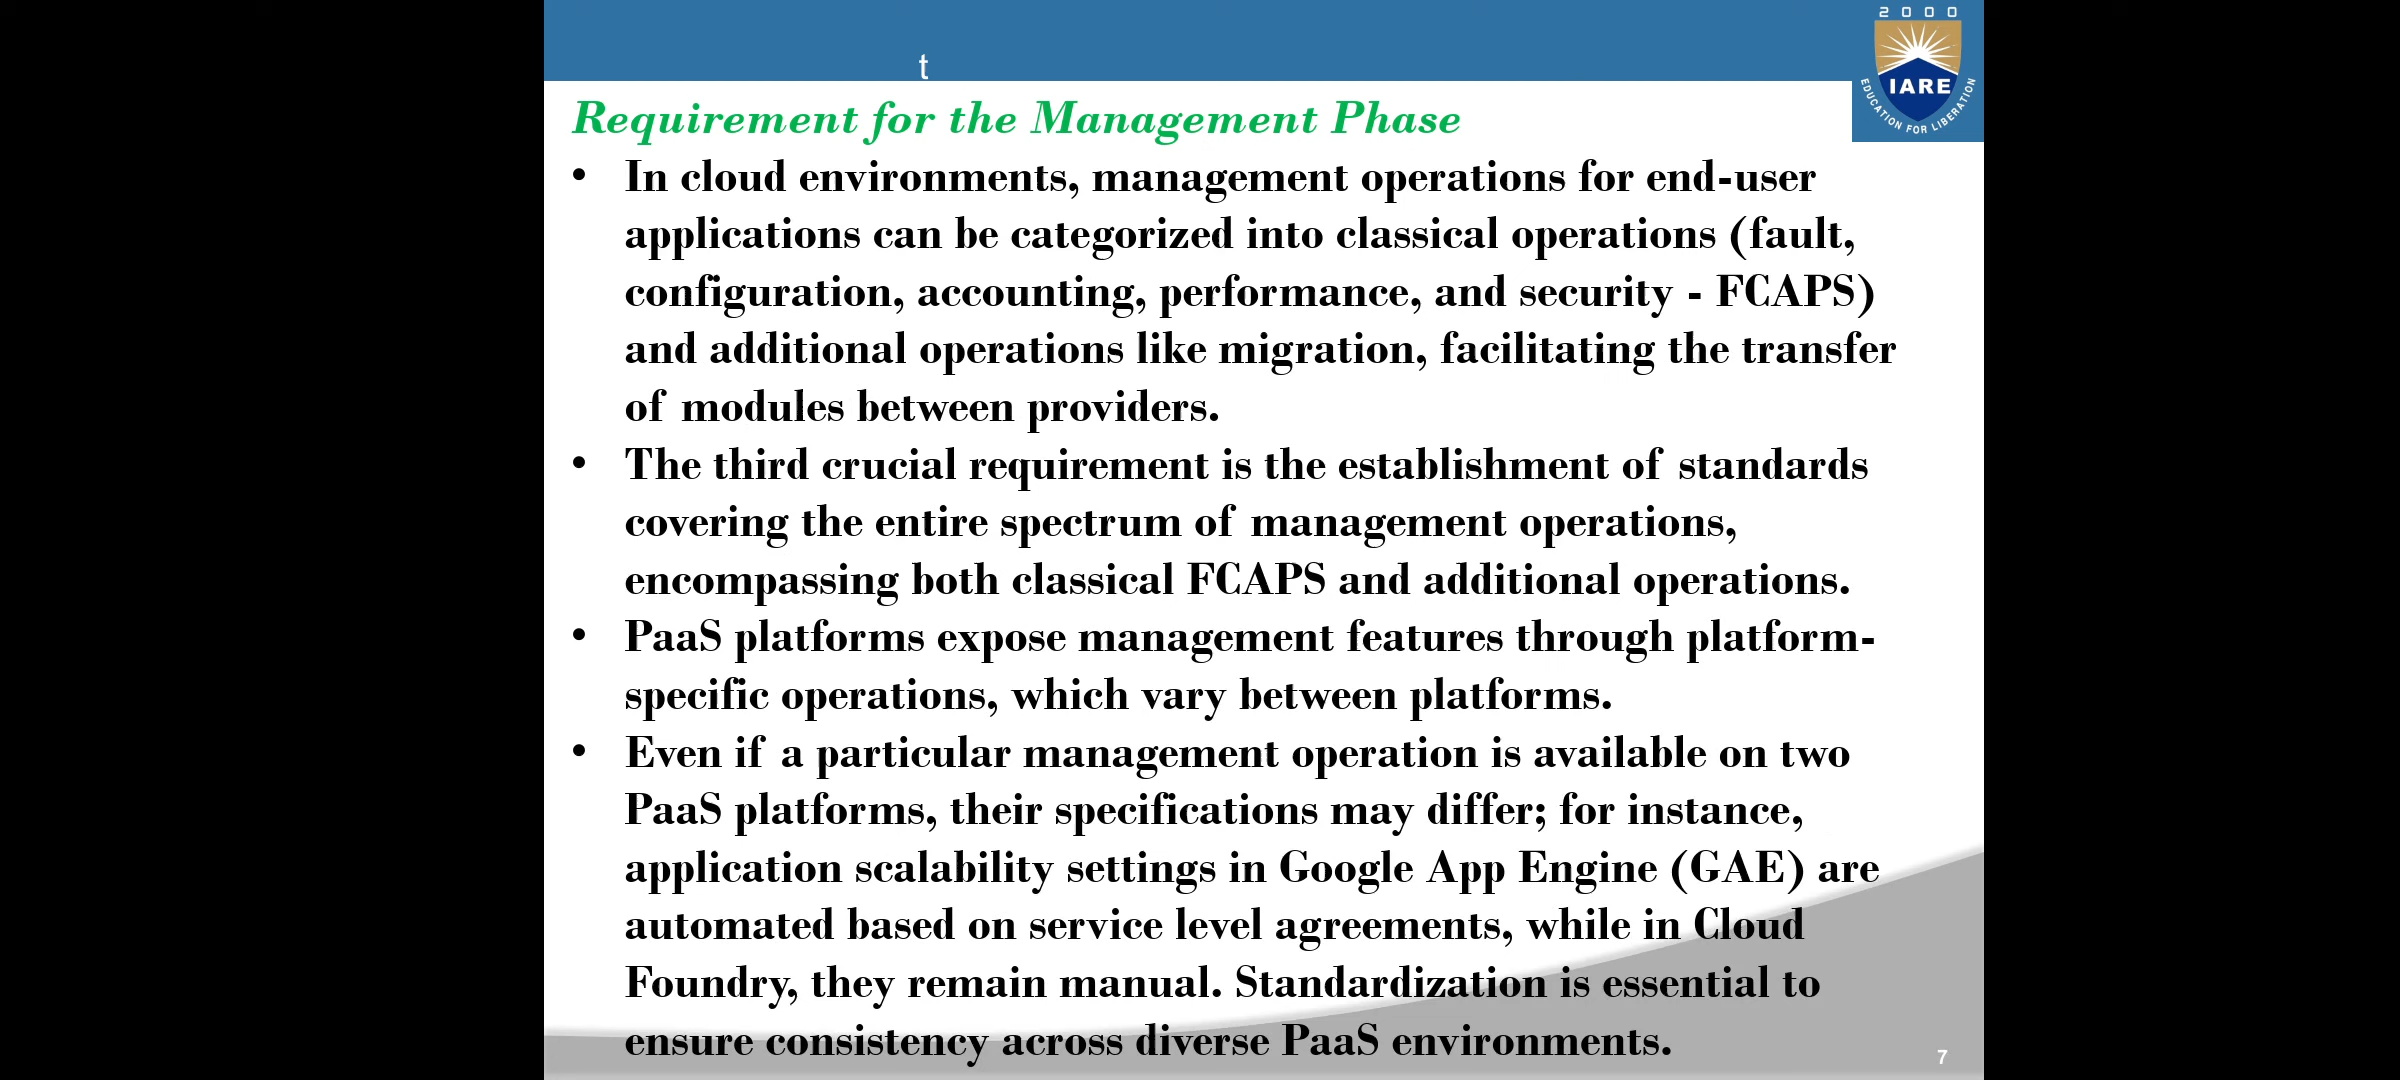 2 0 0 0
t
IARE
EDUCATION FOR LIBERATION
Requirement for the Management Phase
• In cloud environments, management operations for end-user
applications can be categorized into classical operations (fault,
configuration, accounting, performance, and security - FCAPS)
and additional operations like migration, facilitating the transfer
of modules between providers.
• The third crucial requirement is the establishment of standards
covering the entire spectrum of management operations,
encompassing both classical FCAPS and additional operations.
• PaaS platforms expose management features through platform-
specific operations, which vary between platforms.
• Even if a particular management operation is available on two
PaaS platforms, their specifications may differ; for instance,
application scalability settings in Google App Engine (GAE) are
automated based on service level agreements, while in Cloud
Foundry, they remain manual. Standardization is essential to
ensure consistency across diverse PaaS environments.
7